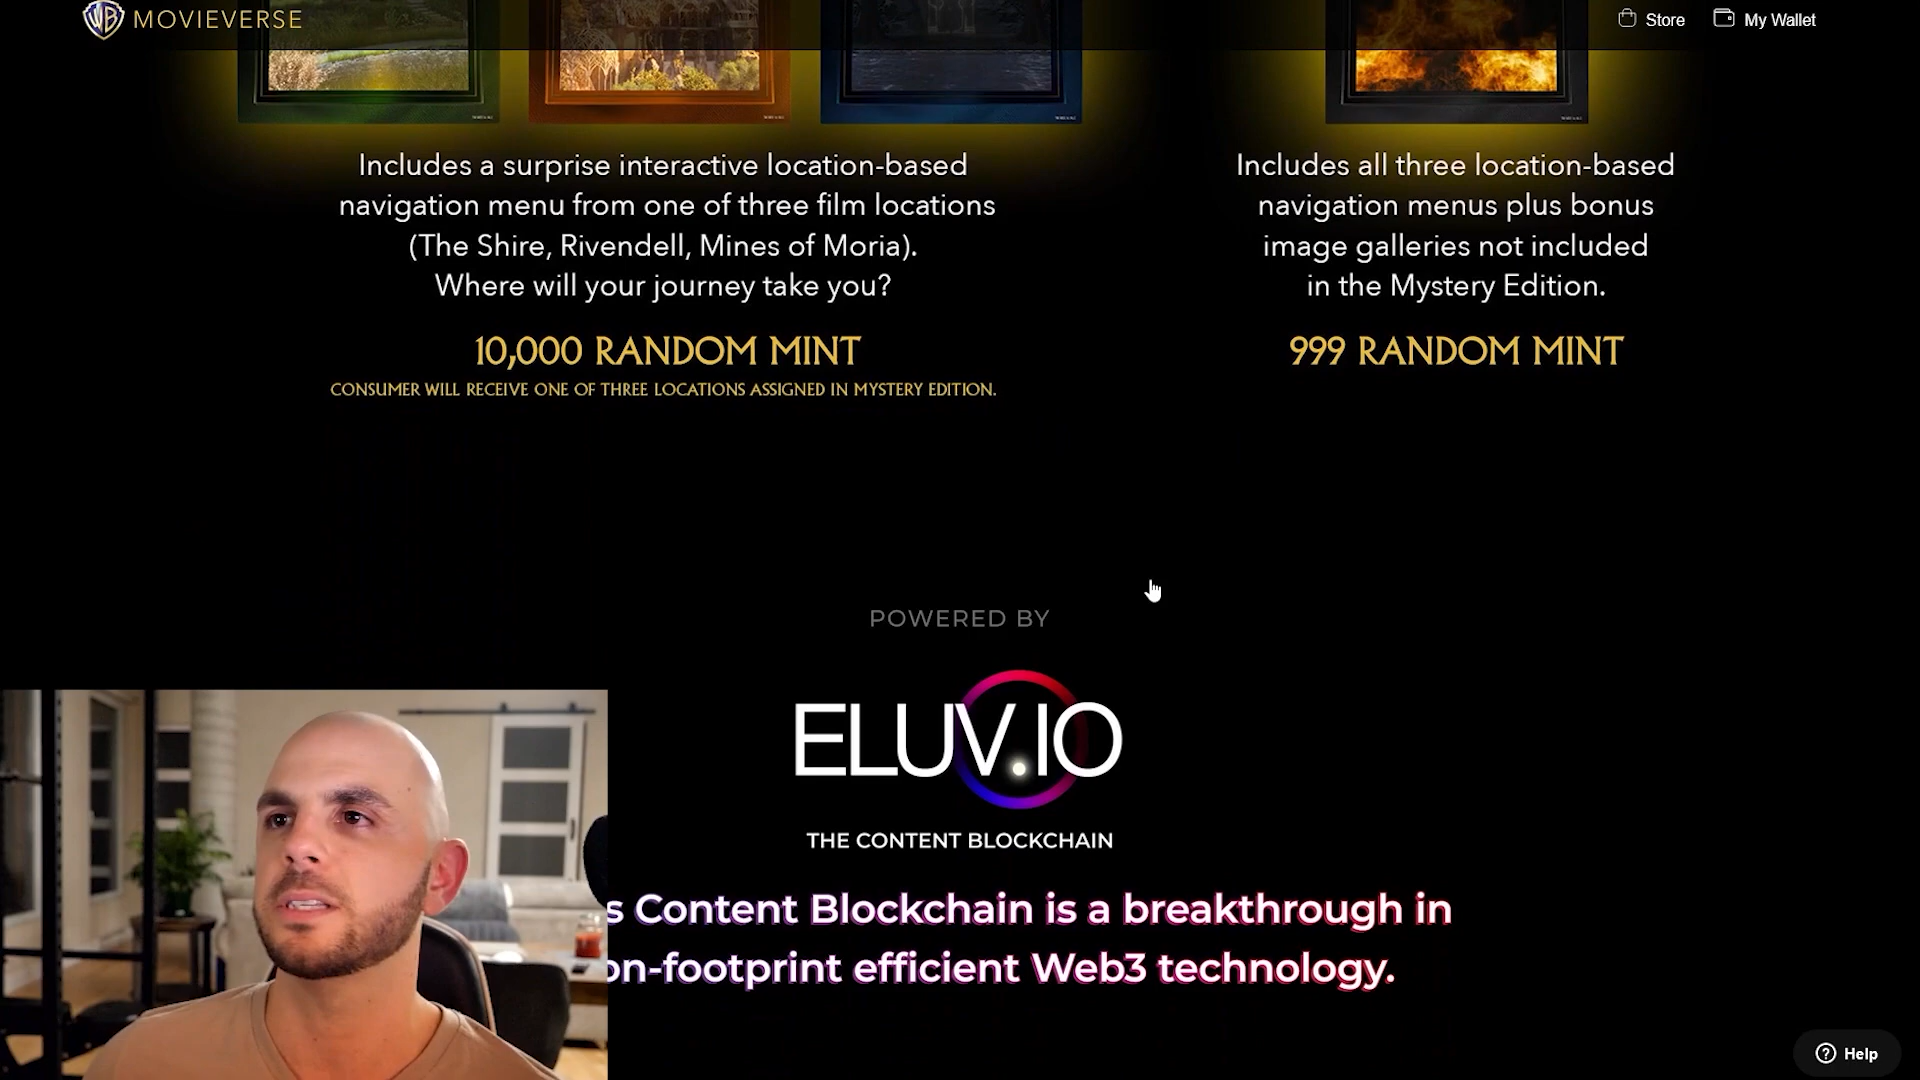 WB MOVIEVERSE
Store
My Wallet
Includes a surprise interactive location-based
navigation menu from one of three film locations
(The Shire, Rivendell, Mines of Moria).
Where will your journey take you?
10,000 RANDOM MINT
CONSUMER WILL RECEIVE ONE OF THREE LOCATIONS ASSIGNED IN MYSTERY EDITION.
Includes all three location-based
navigation menus plus bonus
image galleries not included
in the Mystery Edition.
999 RANDOM MINT
POWERED BY
ELUV.IO
THE CONTENT BLOCKCHAIN
s Content Blockchain is a breakthrough in
on-footprint efficient Web3 technology.
Help